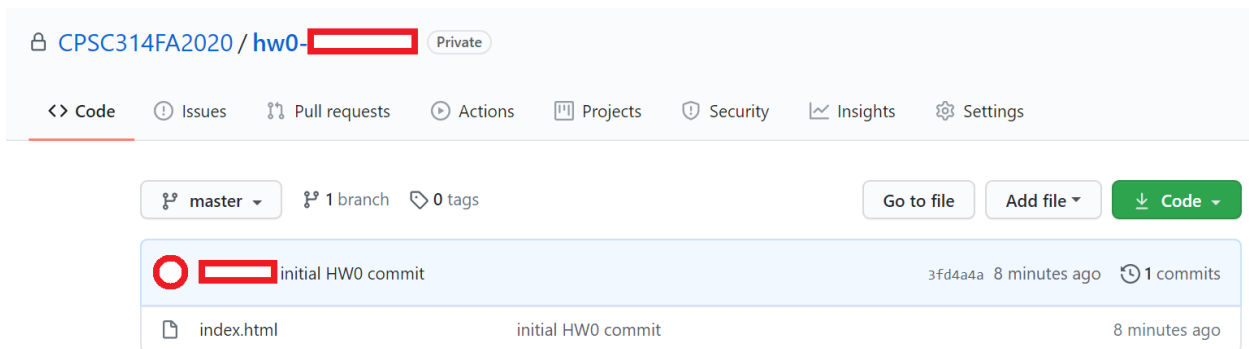 CPSC314FA2020 / hw0- Private
Code Issues Pull requests Actions Projects Security Insights Settings
master 1 branch 0 tags Go to file Add file Code
initial HW0 commit 3fd4a4a 8 minutes ago 1 commits
index.html initial HW0 commit 8 minutes ago